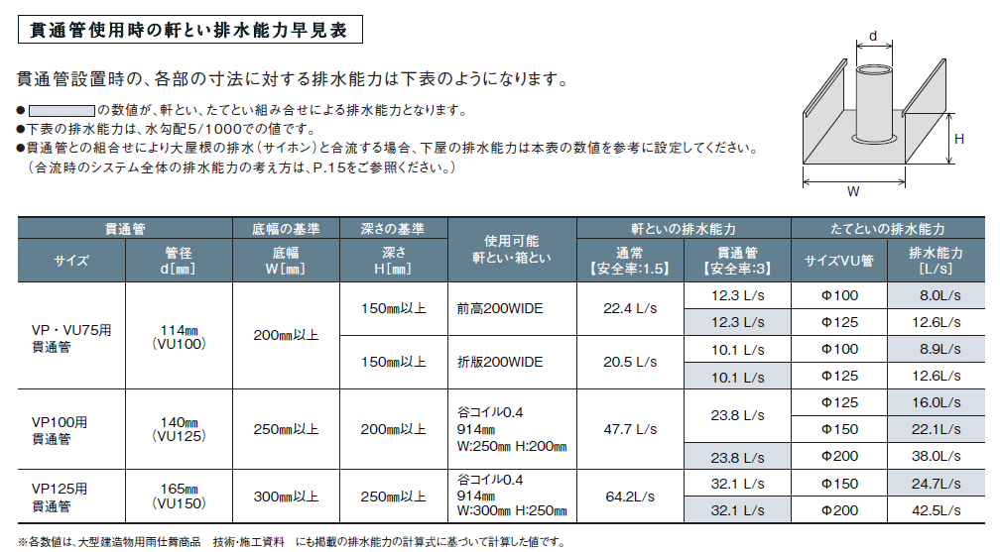 貫通管使用時の軒とい排水能力早見表
貫通管設置時の、各部の寸法に対する排水能力は下表のようになります。
●の数値が、軒とい、たてとい組み合せによる排水能力となります。
●下表の排水能力は、水勾配5/1000での値です。
●貫通管との組合せにより大屋根の排水(サイホン)と合流する場合、下屋の排水能力は本表の数値を参考に設定してください。
(合流時のシステム全体の排水能力の考え方は、P.15をご参照ください。)
d
H
W
貫通管 底幅の基準 深さの基準 使用可能 軒といの排水能力 たてといの排水能力
軒とい・箱とい
サイズ 管径 底幅 深さ 通常 貫通管 サイズVU管 排水能力
d[㎜] W[㎜] H[㎜] 【安全率:1.5】 【安全率:3】 [L/s]
VP・VU75用 114㎜ 200㎜以上 150㎜以上 前高200WIDE 22.4 L/s 12.3 L/s Φ100 8.0L/s
貫通管 (VU100) 12.3 L/s Φ125 12.6L/s
150㎜以上 折版200WIDE 20.5 L/s 10.1 L/s Φ100 8.9L/s
10.1 L/s Φ125 12.6L/s
VP100用 140㎜ 250㎜以上 200㎜以上 谷コイル0.4 47.7 L/s 23.8 L/s Φ125 16.0L/s
貫通管 (VU125) 914㎜ Φ150 22.1L/s
W:250㎜ H:200㎜ 23.8 L/s Φ200 38.0L/s
VP125用 165㎜ 300㎜以上 250㎜以上 谷コイル0.4 64.2L/s 32.1 L/s Φ150 24.7L/s
貫通管 (VU150) 914㎜
W:300㎜ H:250㎜ 32.1 L/s Φ200 42.5L/s
※各数値は、大型建造物用雨仕舞商品 技術・施工資料 にも掲載の排水能力の計算式に基づいて計算した値です。